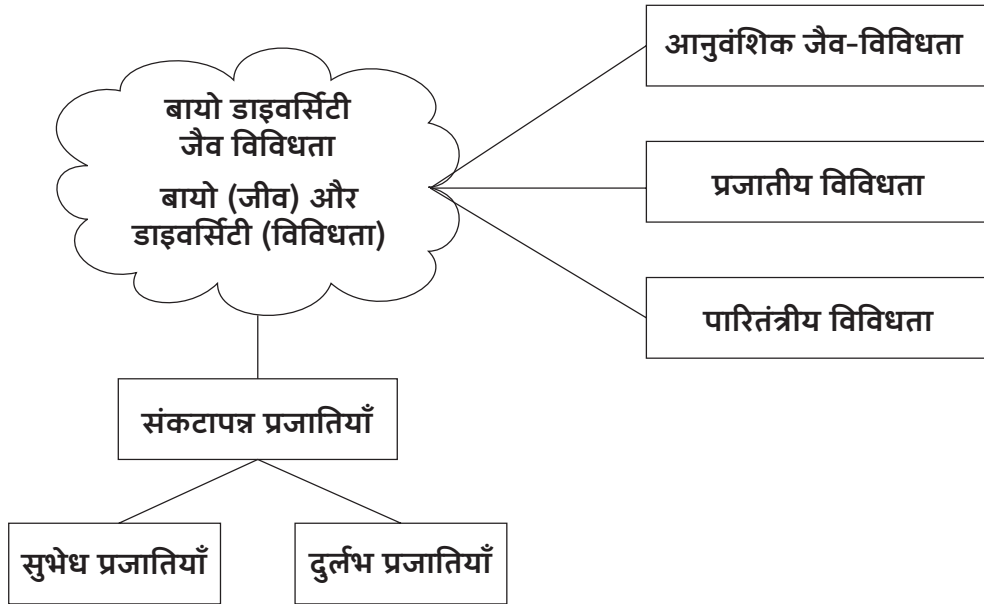 बायो डाइवर्सिटी
जैव विविधता
बायो (जीव) और
डाइवर्सिटी (विविधता)
आनुवंशिक जैव-विविधता
प्रजातीय विविधता
पारितंत्रीय विविधता
संकटापन्न प्रजातियाँ
सुभेध प्रजातियाँ
दुर्लभ प्रजातियाँ